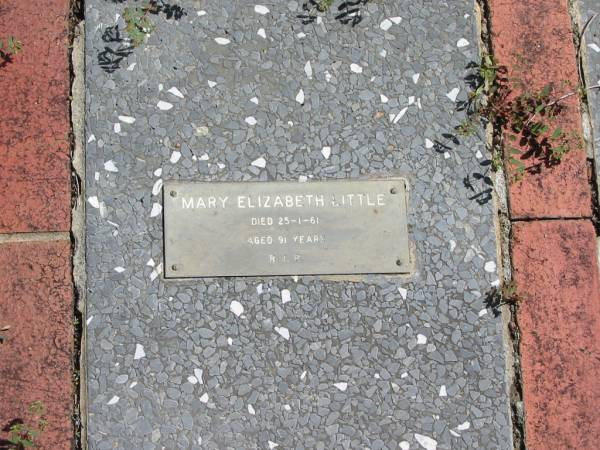 MARY ELIZABETH LITTLE
DIED 25-1-61
AGED 91 YEARS
R.I.P.